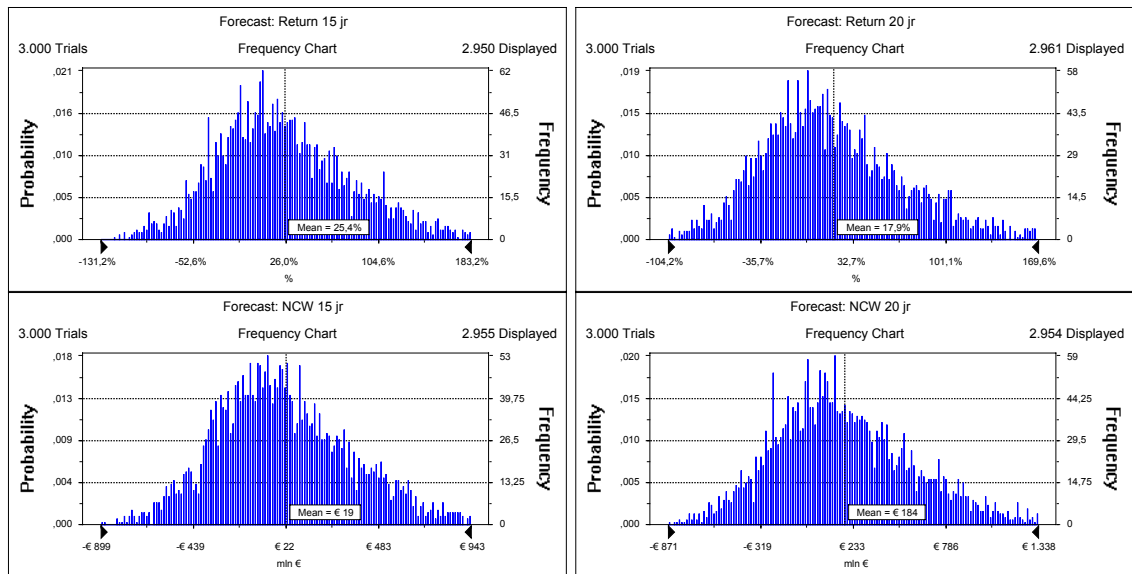 Forecast: Return 15 jr
3.000 Trials Frequency Chart 2.950 Displayed
Probability
Frequency
,021
,016
,010
,005
,000
62
46,5
31
15,5
0
Mean = 25,4%
-131,2% -52,6% 26,0% 104,6% 183,2%
%
Forecast: Return 20 jr
3.000 Trials Frequency Chart 2.961 Displayed
Probability
Frequency
,019
,014
,010
,005
,000
58
43,5
29
14,5
0
Mean = 17,9%
-104,2% -35,7% 32,7% 101,1% 169,6%
%
Forecast: NCW 15 jr
3.000 Trials Frequency Chart 2.955 Displayed
Probability
Frequency
,018
,013
,009
,004
,000
53
39,75
26,5
13,25
0
Mean = € 19
-€ 899 -€ 439 € 22 € 483 € 943
mln €
Forecast: NCW 20 jr
3.000 Trials Frequency Chart 2.954 Displayed
Probability
Frequency
,020
,015
,010
,005
,000
59
44,25
29,5
14,75
0
Mean = € 184
-€ 871 -€ 319 € 233 € 786 € 1.338
mln €